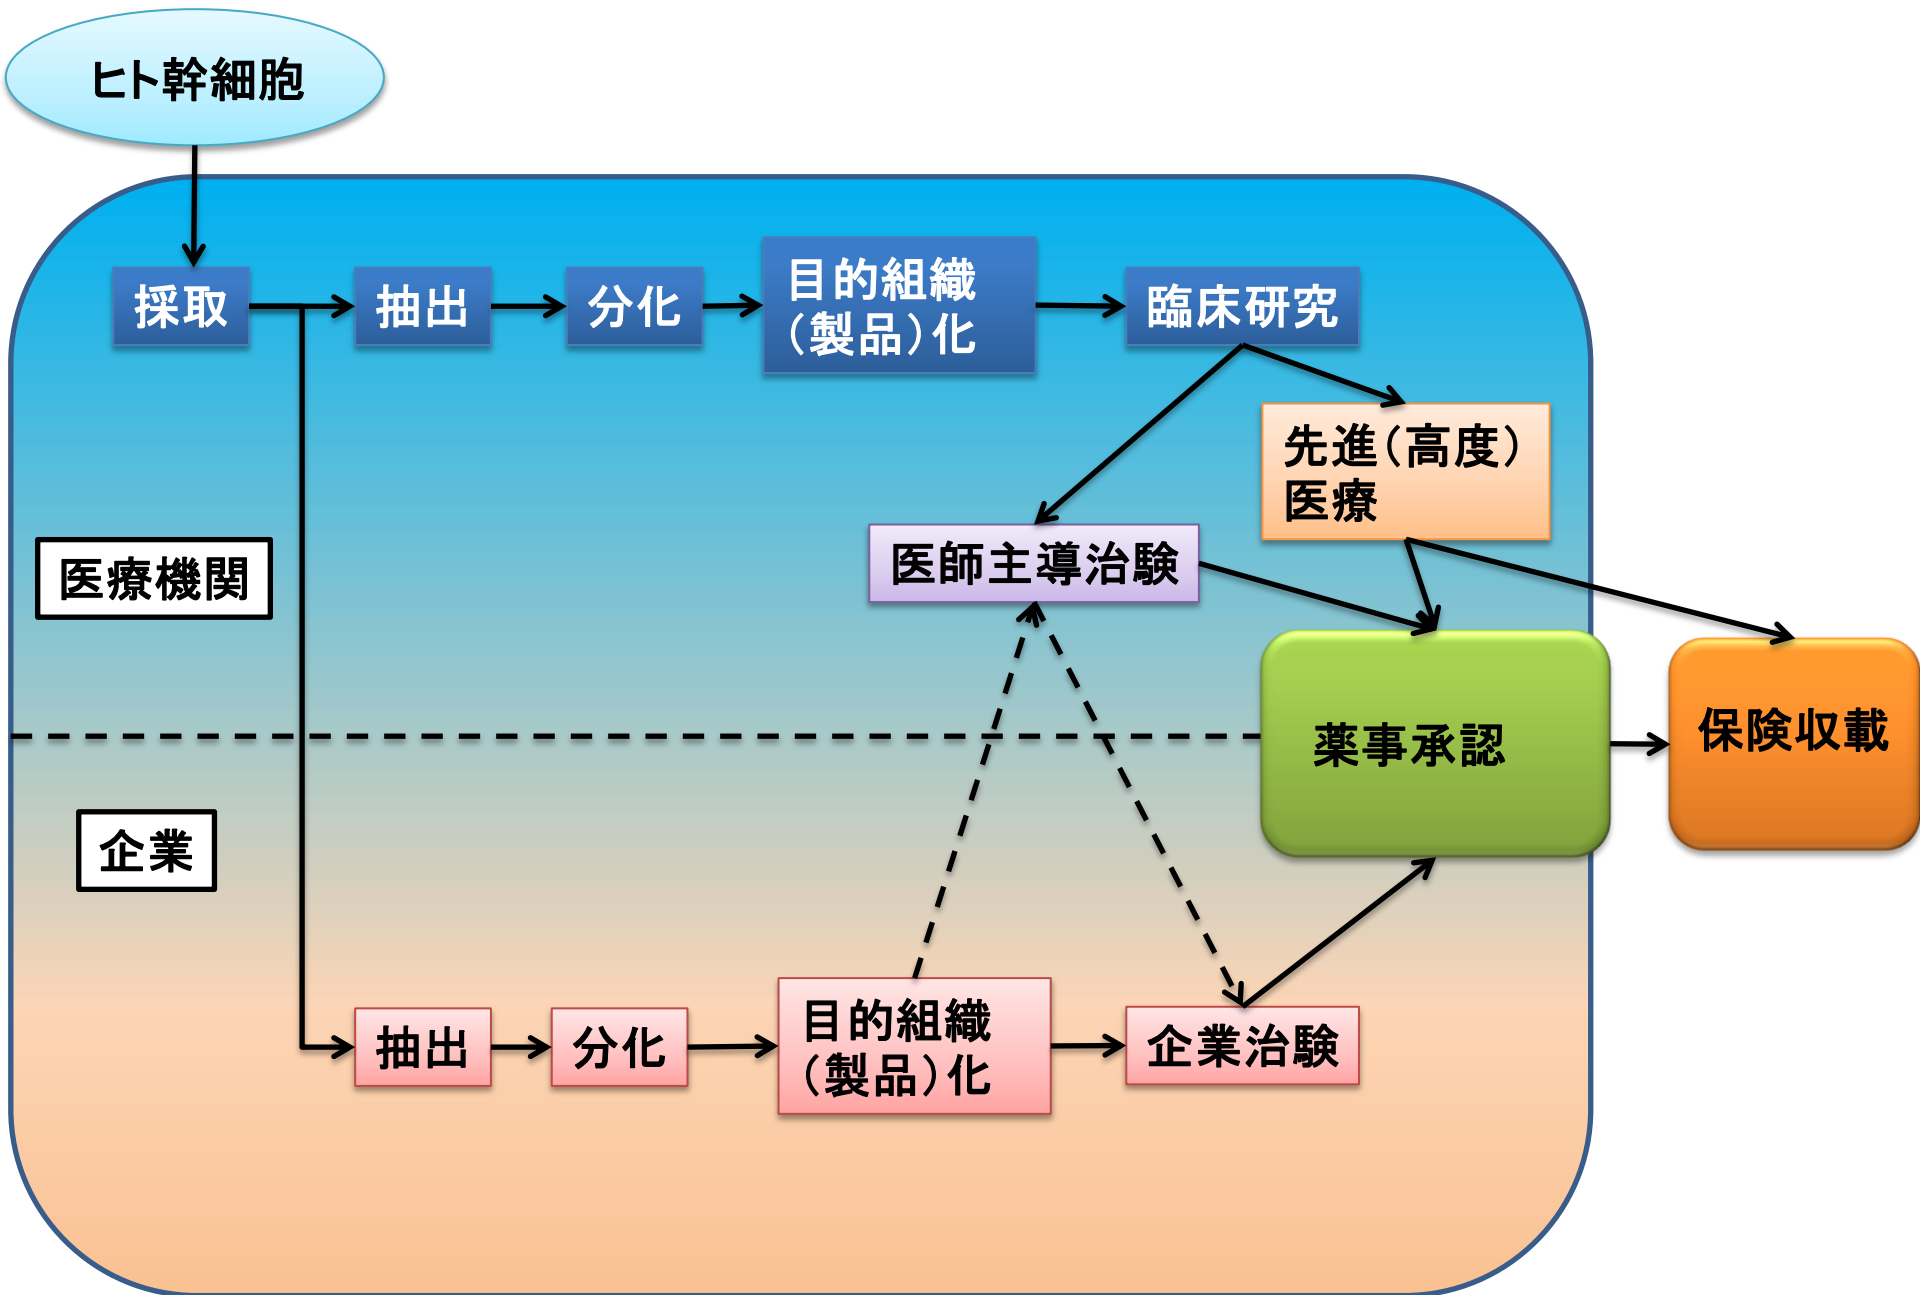 ヒト幹細胞
採取
抽出
分化
目的組織
（製品）化
臨床研究
先進（高度）
医療
医師主導治験
医療機関
薬事承認
保険収載
企業
抽出
分化
目的組織
（製品）化
企業治験